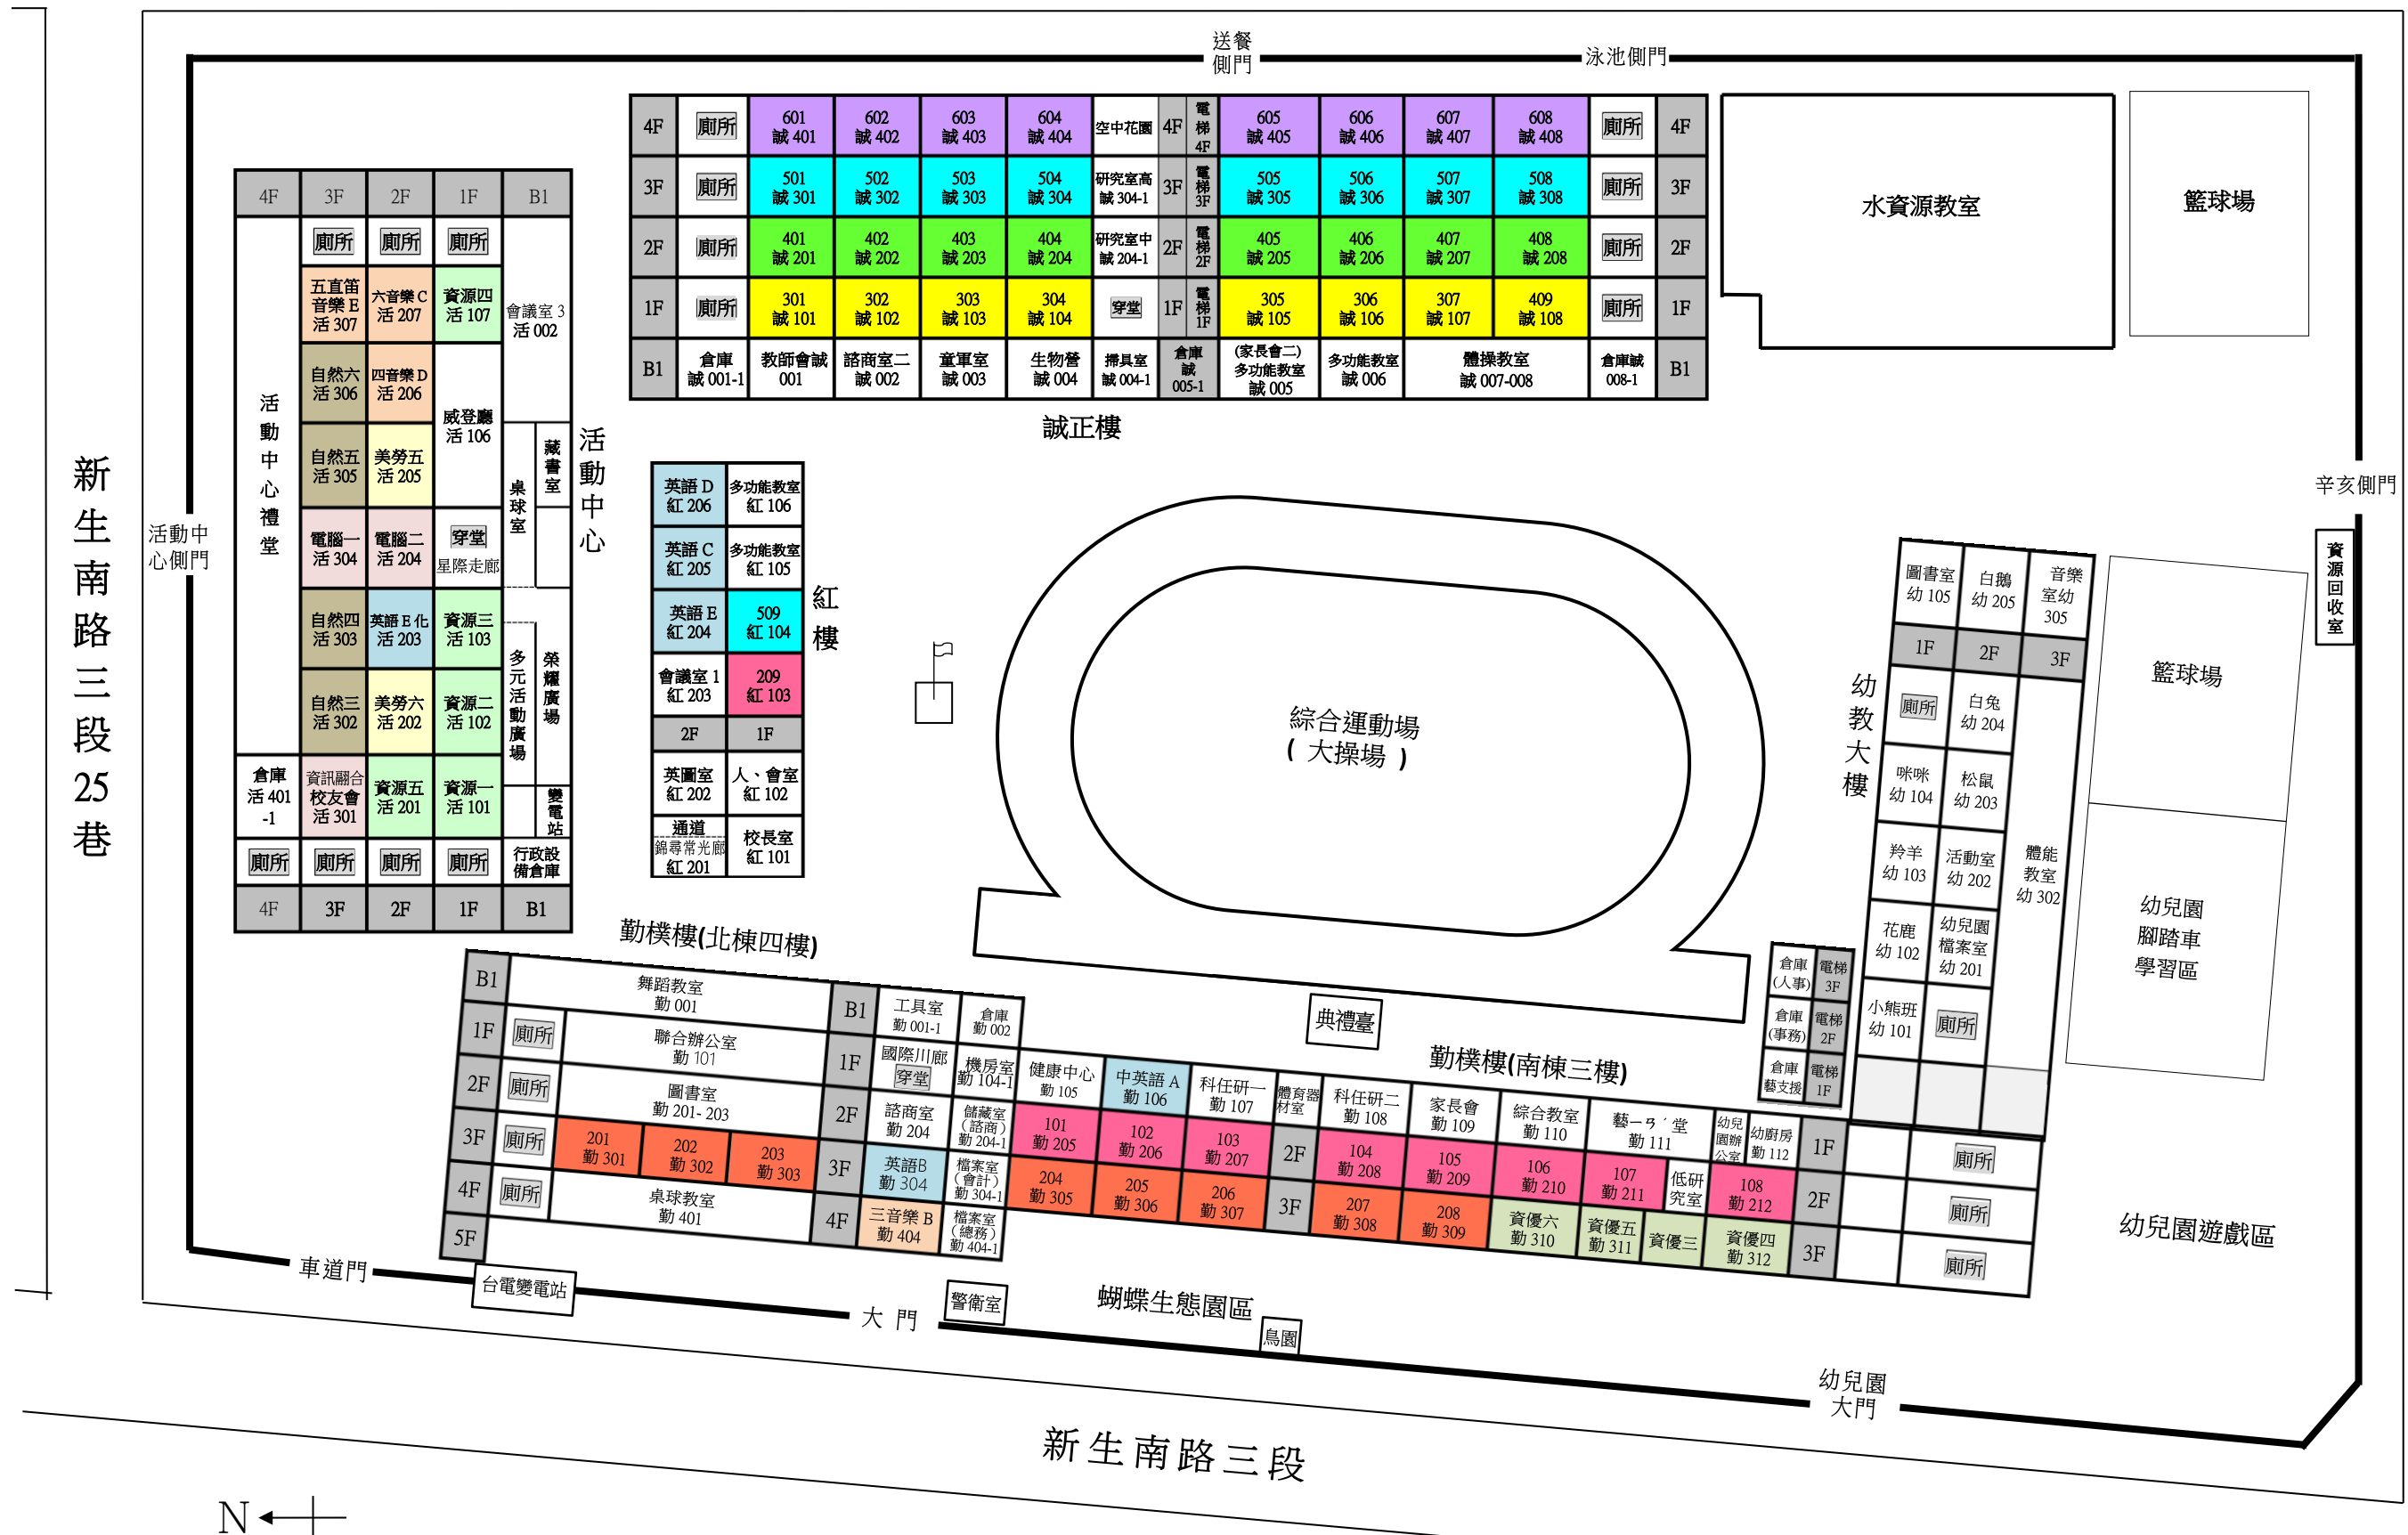 送餐
側門
泳池側門
4F 廁所 601 602 603 604 空中花園 4F 電梯4F 605 606 607 608 廁所 4F
誠 401 誠 402 誠 403 誠 404 誠 405 誠 406 誠 407 誠 408
3F 廁所 501 502 503 504 研究室高 3F 電梯3F 505 506 507 508 廁所 3F
誠 301 誠 302 誠 303 誠 304 誠 304-1 誠 305 誠 306 誠 307 誠 308
2F 廁所 401 402 403 404 研究室中 2F 電梯2F 405 406 407 408 廁所 2F
誠 201 誠 202 誠 203 誠 204 誠 204-1 誠 205 誠 206 誠 207 誠 208
1F 廁所 301 302 303 304 穿堂 1F 電梯1F 305 306 307 409 廁所 1F
誠 101 誠 102 誠 103 誠 104 誠 105 誠 106 誠 107 誠 108
B1 倉庫 教師會誠 諮商室二 童軍室 生物營 掃具室 倉庫 (家長會二) 多功能教室 體操教室 倉庫誠 B1
誠 001-1 001 誠 002 誠 003 誠 004 誠 004-1 誠 多功能教室 誠 006 誠 007-008 008-1
005-1 誠 005
誠正樓
水資源教室
籃球場
新生南路三段25巷
活動中
心側門
4F 3F 2F 1F B1
廁所 廁所 廁所
五直笛 六音樂 C 資源四 會議室 3
音樂 E 活 207 活 107 活 002
活 307
自然六 四音樂 D
活 306 活 206
威登廳
活 106
自然五 美勞五
活 305 活 205
活動中心禮堂
桌球室
藏書室
電腦一 電腦二 穿堂
活 304 活 204 星際走廊
自然四 英語 E 化 資源三
活 303 活 203 活 103
自然三 美勞六 資源二
活 302 活 202 活 102
多元活動廣場
榮耀廣場
倉庫 資訊翩合 資源五 資源一
活 401 校友會 活 201 活 101
-1 活 301
變電站
廁所 廁所 廁所 廁所 行政設
備倉庫
4F 3F 2F 1F B1
活動中心
英語 D 多功能教室
紅 206 紅 106
英語 C 多功能教室
紅 205 紅 105
英語 E 509
紅 204 紅 104
會議室 1 209
紅 203 紅 103
2F 1F
英圖室 人、會室
紅 202 紅 102
通道 校長室
錦尋常光廊 紅 101
紅 201
紅樓
綜合運動場
( 大操場 )
典禮臺
辛亥側門
資源回收室
幼教大樓
圖書室 白鵝 音樂
幼 105 幼 205 室幼
305
1F 2F 3F
廁所 白兔
幼 204
咪咪 松鼠
幼 104 幼 203
羚羊 活動室 體能
幼 103 幼 202 教室
幼 302
花鹿 幼兒園
幼 102 檔案室
幼 201
小熊班 廁所
幼 101
籃球場
幼兒園
腳踏車
學習區
倉庫 電梯
(人事) 3F
倉庫 電梯
(事務) 2F
倉庫 電梯
藝支援 1F
勤樸樓(北棟四樓)
B1 舞蹈教室 B1 工具室 倉庫
勤 001 勤 001-1 勤 002
1F 廁所 聯合辦公室 1F 國際川廊 機房室
勤 101 穿堂 勤 104-1
2F 廁所 圖書室 2F 諮商室 儲藏室
勤 201- 203 勤 204 (諮商)
勤 204-1
3F 廁所 201 202 203 3F 英語B 檔案室
勤 301 勤 302 勤 303 勤 304 (會計)
勤 304-1
4F 廁所 桌球教室 4F 三音樂 B 檔案室
勤 401 勤 404 (總務)
勤 404-1
5F
勤樸樓(南棟三樓)
健康中心 中英語 A 科任研一 體育器 科任研二 家長會 綜合教室 藝ㄧㄢˊ堂 幼兒 幼廚房 1F 廁所
勤 105 勤 106 勤 107 材室 勤 108 勤 109 勤 110 勤 111 園辦 勤 112
公室
101 102 103 2F 104 105 106 107 低研 108 2F 廁所
勤 205 勤 206 勤 207 勤 208 勤 209 勤 210 勤 211 究室 勤 212
204 205 206 3F 207 208 資優六 資優五 資優三 資優四 3F 廁所
勤 305 勤 306 勤 307 勤 308 勤 309 勤 310 勤 311 勤 312
幼兒園遊戲區
車道門
台電變電站
大 門
警衛室
蝴蝶生態園區
鳥園
幼兒園
大門
新生南路三段
N